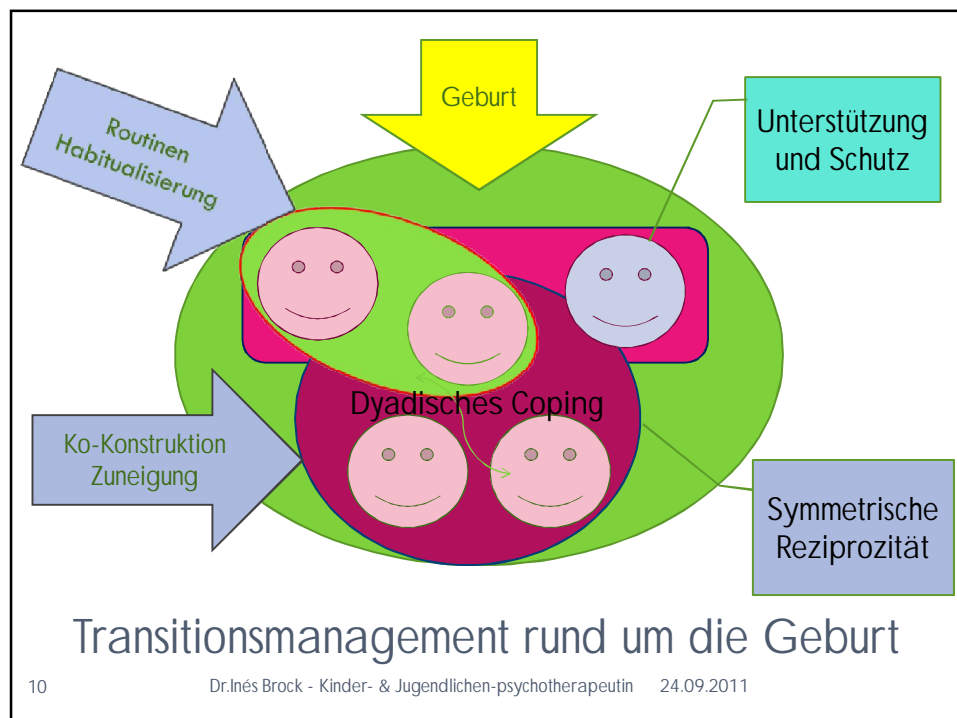 Geburt
Routinen
Habitualisierung
Unterstützung
und Schutz
Dyadisches Coping
Ko-Konstruktion
Zuneigung
Symmetrische
Reziprozität
Transitionsmanagement rund um die Geburt
10 Dr.Inés Brock - Kinder- & Jugendlichen-psychotherapeutin 24.09.2011